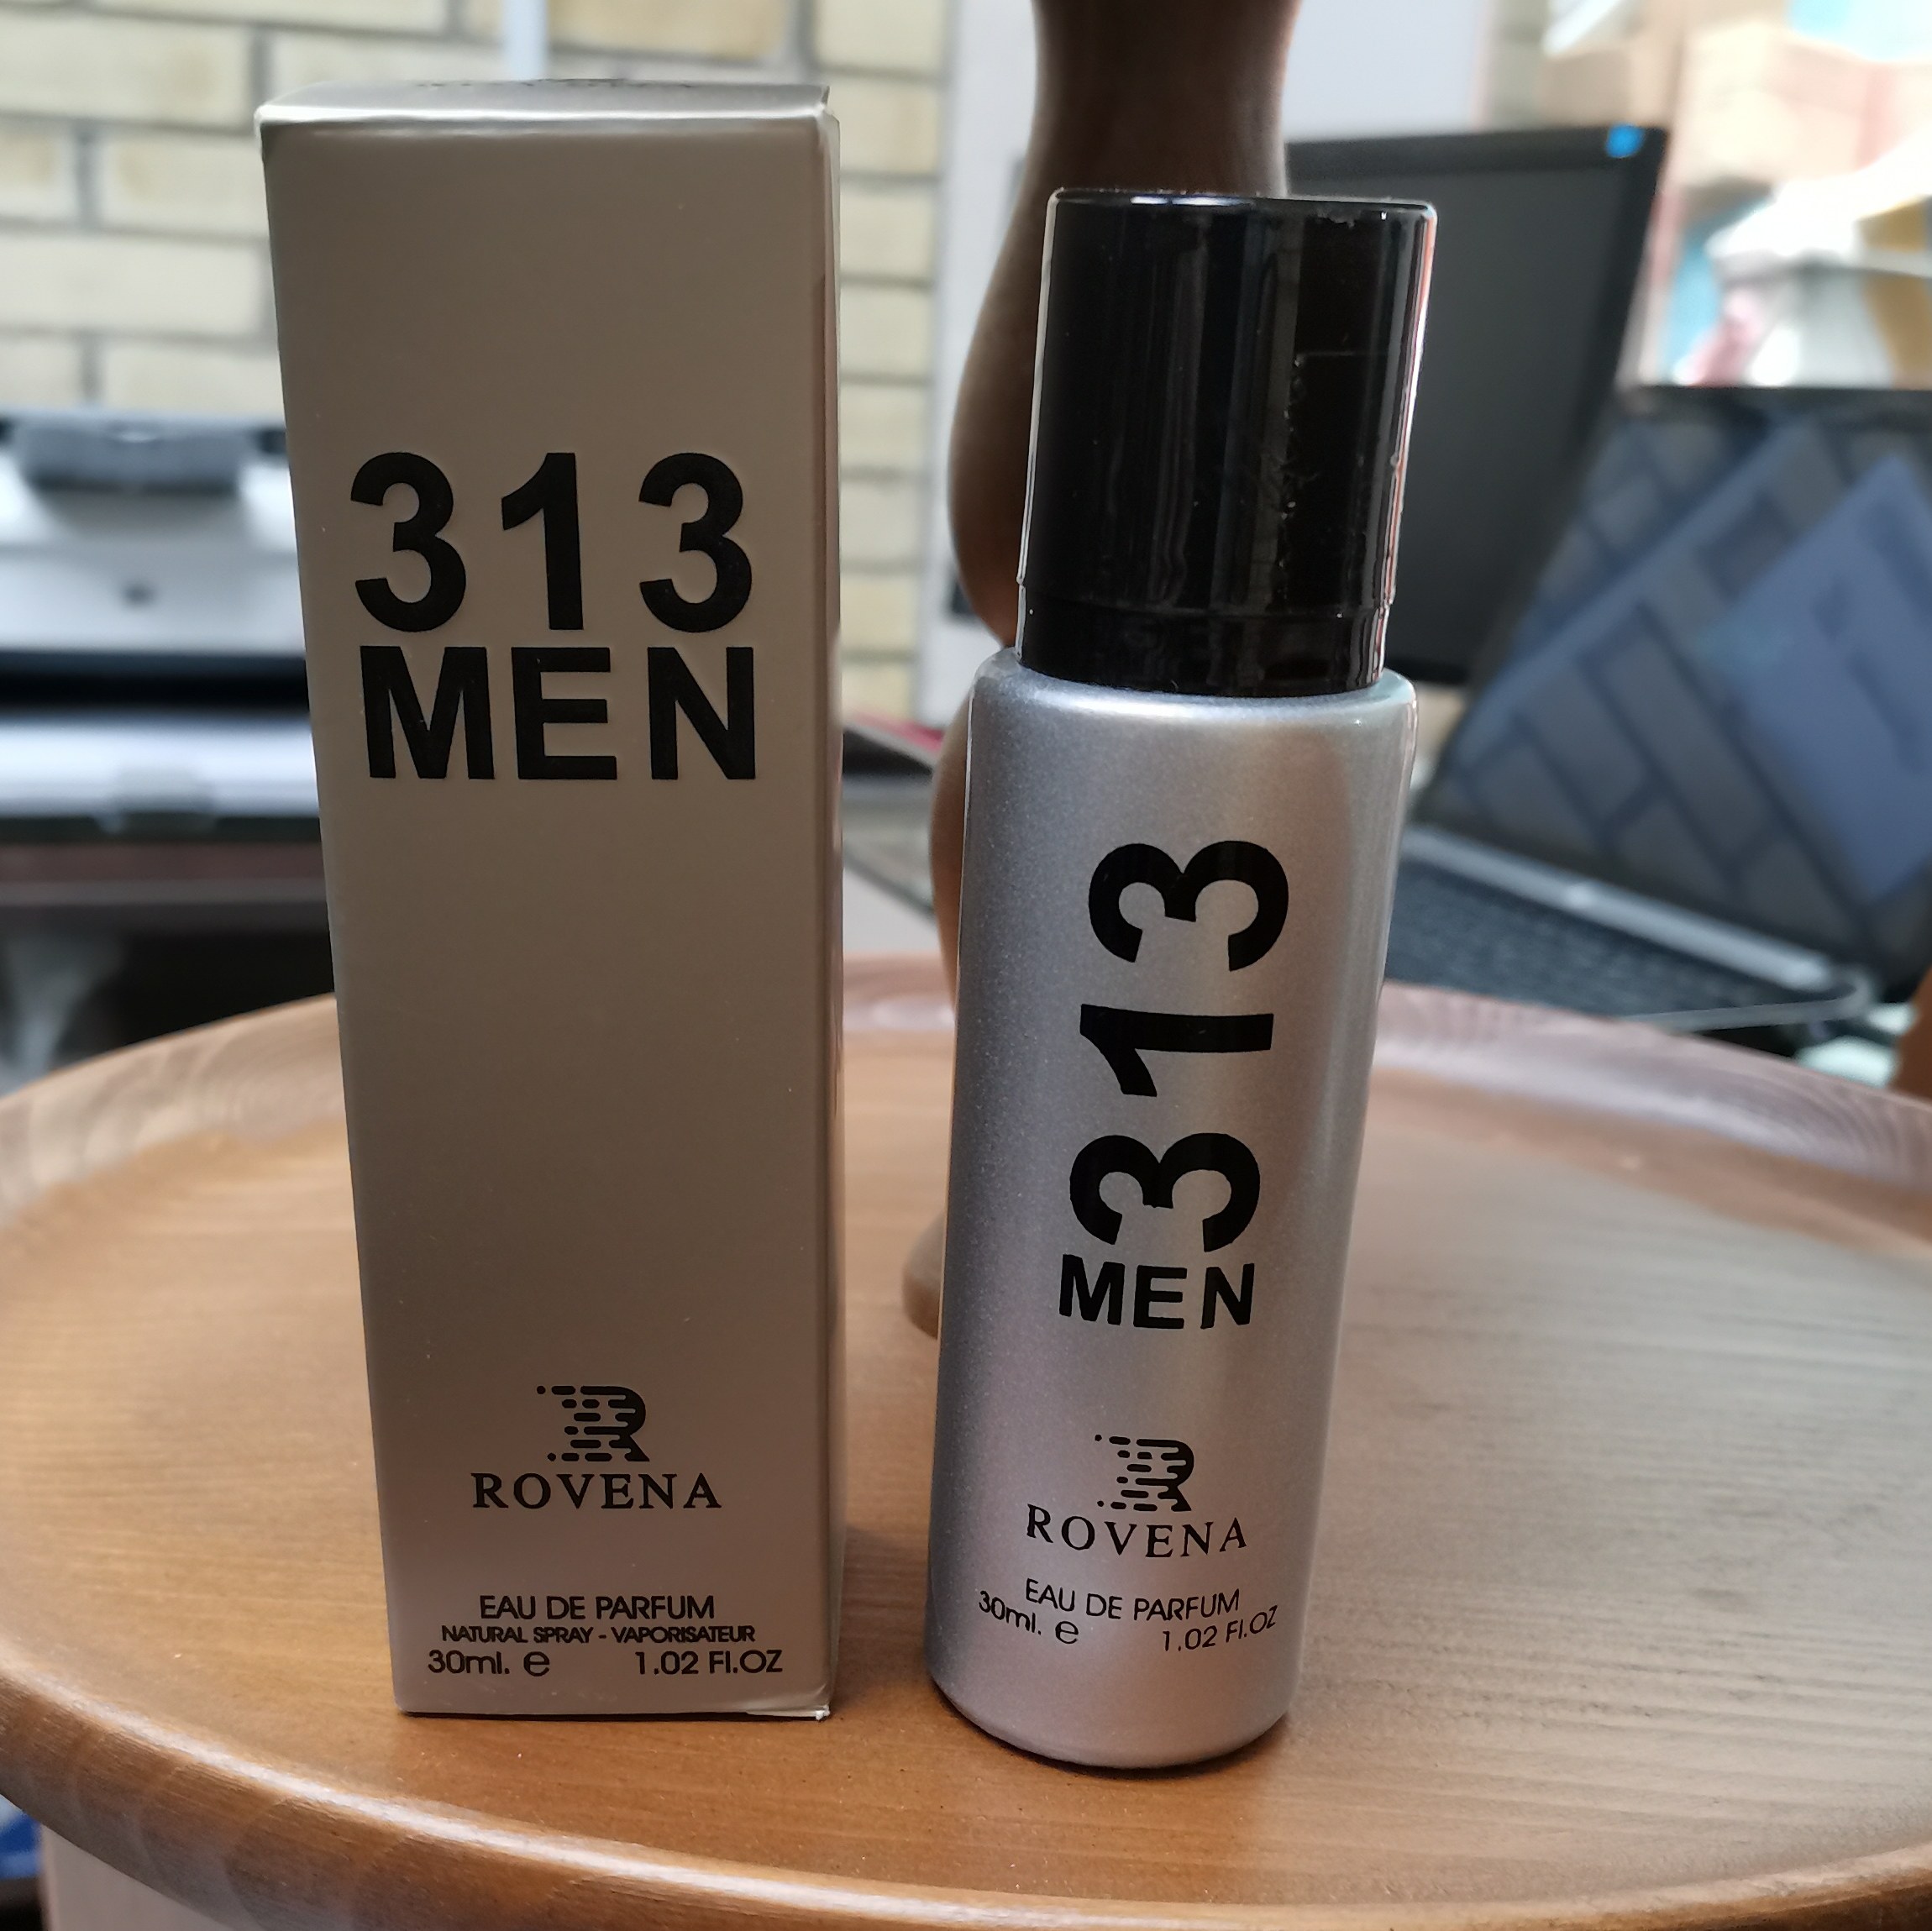 313
MEN
ROVENA
EAU DE PARFUM
NATURAL SPRAY - VAPORISATEUR
30ml. e 1.02 Fl.OZ
313
MEN
ROVENA
EAU DE PARFUM
30ml. e 1.02 Fl.OZ